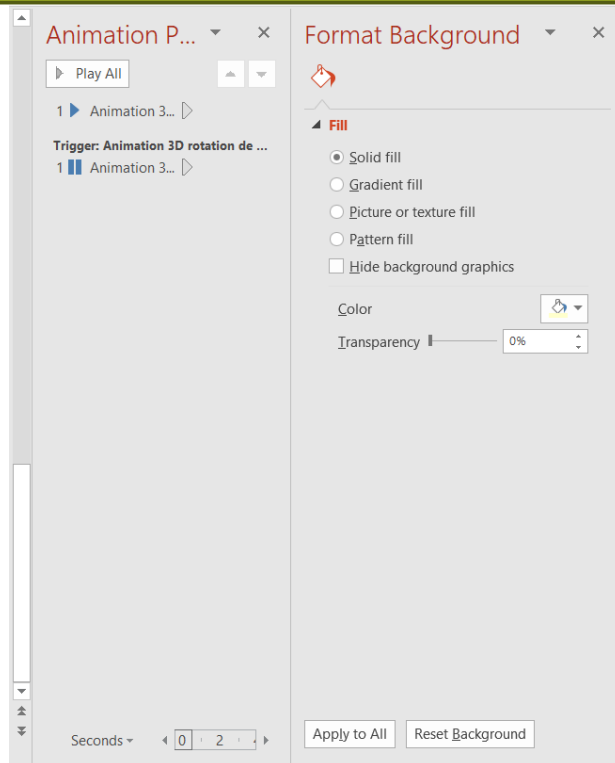 Animation P...
Play All
1 Animation 3...
Trigger: Animation 3D rotation de ...
1 Animation 3...
Seconds 0 2
Format Background
Fill
Solid fill
Gradient fill
Picture or texture fill
Pattern fill
Hide background graphics
Color
Transparency 0%
Apply to All Reset Background